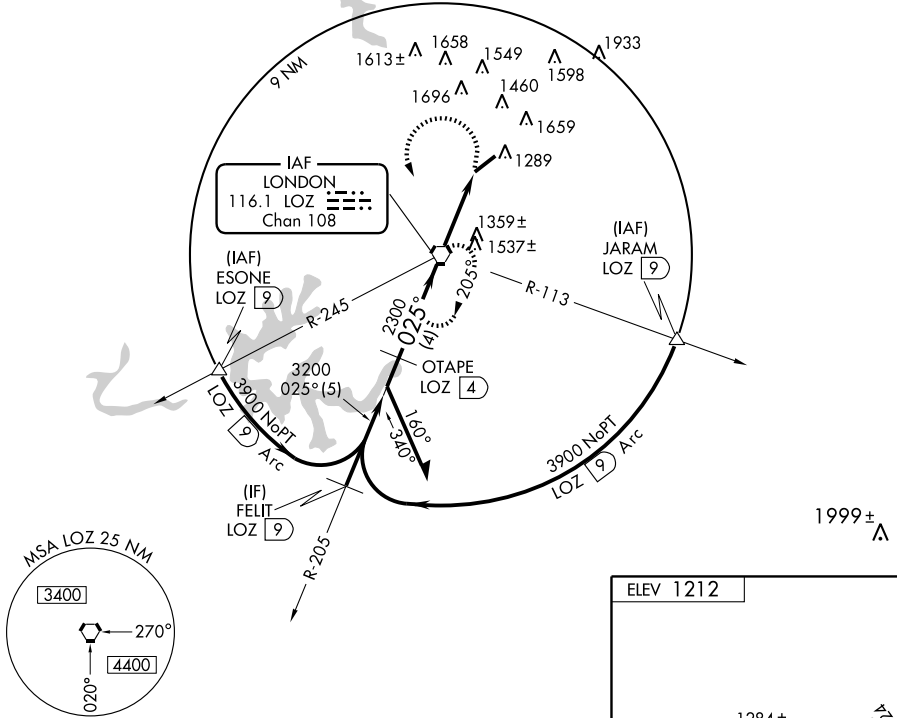 9 NM
1613±
1658
1549
1598
1933
1696
1460
1659
1289
IAF
LONDON
116.1 LOZ
Chan 108
1359±
1537±
(IAF)
JARAM
LOZ 9
(IAF)
ESONE
LOZ 9
R-245
R-113
205°
2300
025°
(4)
OTAPE
LOZ 4
3200
025° (5)
160°
340°
3900 NoPT
LOZ 9 Arc
3900 NoPT
LOZ 9 Arc
(IF)
FELIT
LOZ 9
R-205
1999±
MSA LOZ 25 NM
3400
270°
4400
020°
ELEV 1212